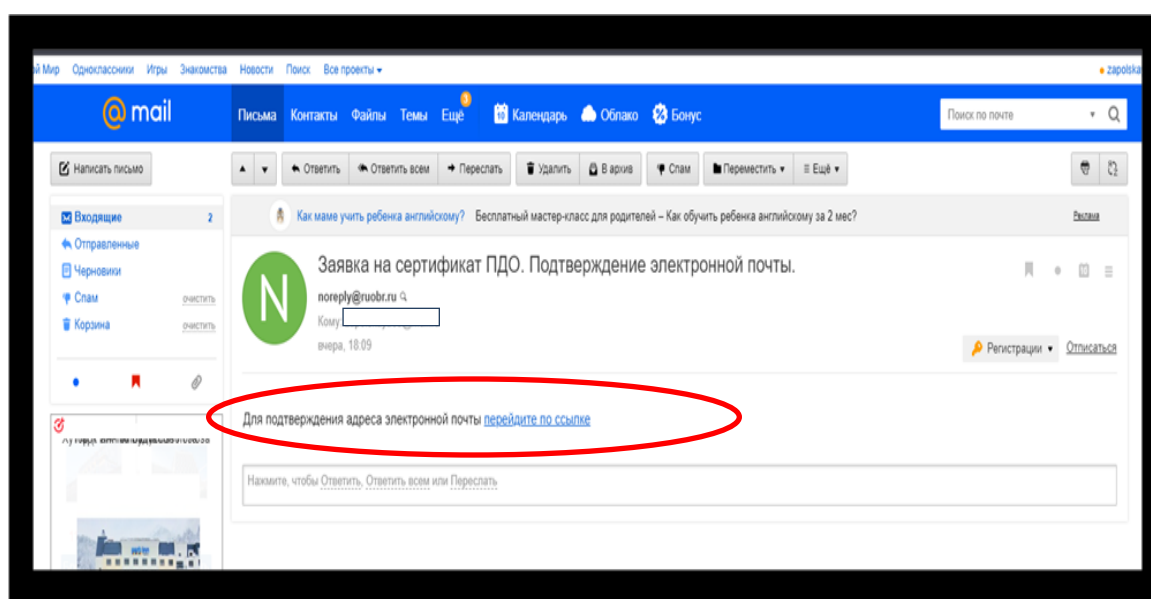 й Мир Одноклассники Игры Знакомства Новости Поиск Все проекты
zapolska
@ mail Письма Контакты Файлы Темы Ещё 3 10 Календарь Облако Бонус Поиск по почте
Написать письмо Ответить Ответить всем Переслать Удалить В архив Спам Переместить Ещё 2
Входящие 2
Отправленные
Черновики
Спам очистить
Корзина очистить
Как маме учить ребенка английскому? Бесплатный мастер-класс для родителей – Как обучить ребенка английскому за 2 мес? Реклама
N
Заявка на сертификат ПДО. Подтверждение электронной почты.
noreply@ruobr.ru
Кому
вчера, 18:09
Регистрации Отписаться
Для подтверждения адреса электронной почты перейдите по ссылке
Нажмите, чтобы Ответить, Ответить всем или Переслать